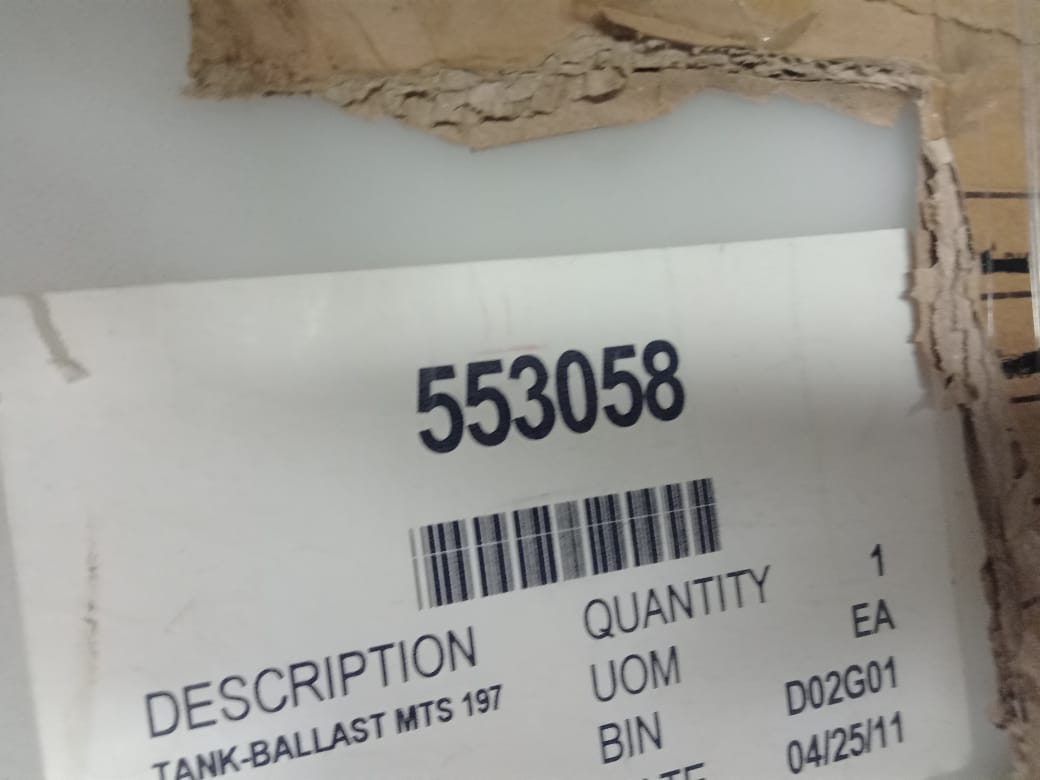 553058
DESCRIPTION
TANK-BALLAST MTS 197
QUANTITY 1
UOM EA
BIN D02G01
04/25/11